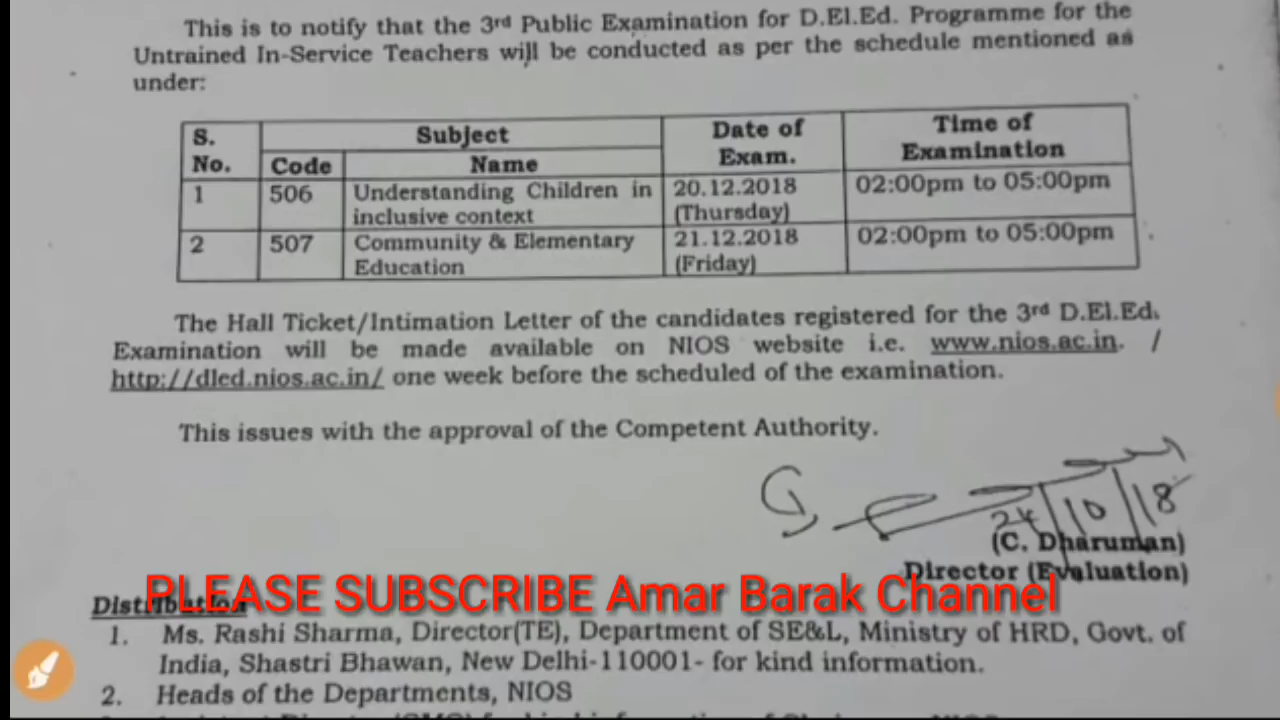 This is to notify that the 3rd Public Examination for D.El.Ed. Programme for the
Untrained In-Service Teachers will be conducted as per the schedule mentioned as
under:
S. No. | Subject | Date of Exam. | Time of Examination
Code | Name
1 | 506 | Understanding Children in inclusive context | 20.12.2018 (Thursday) | 02:00pm to 05:00pm
2 | 507 | Community & Elementary Education | 21.12.2018 (Friday) | 02:00pm to 05:00pm
The Hall Ticket/Intimation Letter of the candidates registered for the 3rd D.El.Ed.
Examination will be made available on NIOS website i.e. www.nios.ac.in. /
http://dled.nios.ac.in/ one week before the scheduled of the examination.
This issues with the approval of the Competent Authority.
24/10/18
(C. Dharuman)
Director (Evaluation)
PLEASE SUBSCRIBE Amar Barak Channel
Distribution
1. Ms. Rashi Sharma, Director(TE), Department of SE&L, Ministry of HRD, Govt. of
India, Shastri Bhawan, New Delhi-110001- for kind information.
2. Heads of the Departments, NIOS